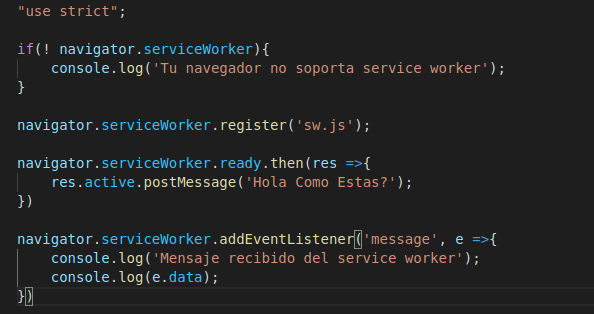 "use strict";
if(! navigator.serviceWorker){
console.log('Tu navegador no soporta service worker');
}
navigator.serviceWorker.register('sw.js');
navigator.serviceWorker.ready.then(res =>{
res.active.postMessage('Hola Como Estas?');
})
navigator.serviceWorker.addEventListener('message', e =>{
console.log('Mensaje recibido del service worker');
console.log(e.data);
})